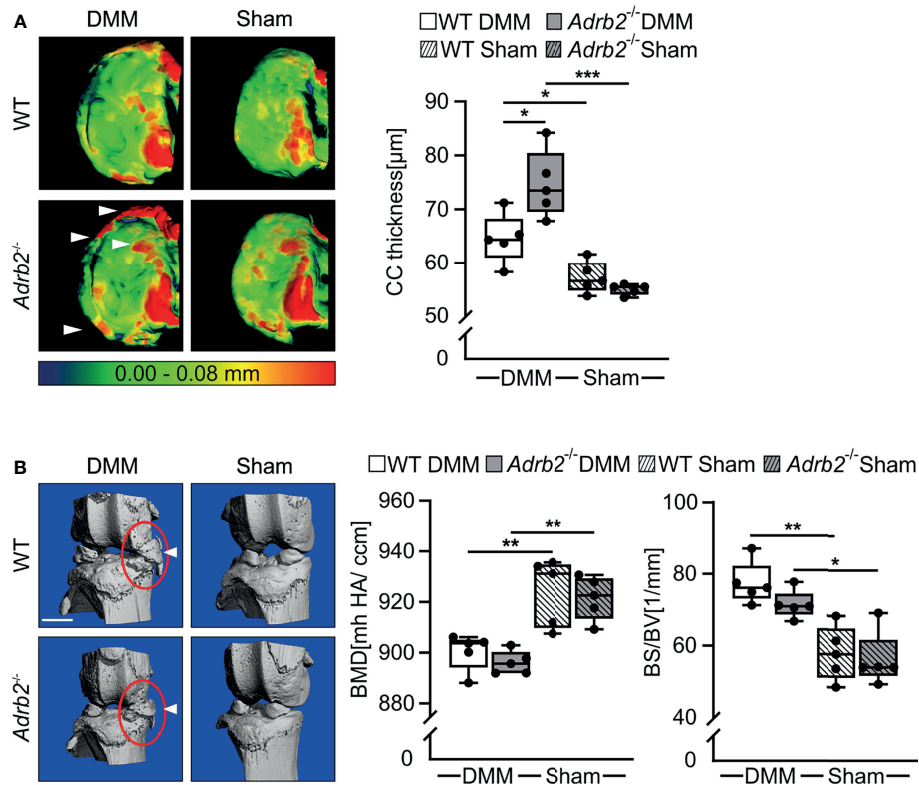 A
DMM
Sham
WT
Adrb2-/-
0.00 - 0.08 mm
WT DMM
Adrb2-/-DMM
WT Sham
Adrb2-/-Sham
***
*
*
CC thickness[µm]
90
80
70
60
50
0
DMM
Sham
B
DMM
Sham
WT
Adrb2-/-
WT DMM
Adrb2-/-DMM
WT Sham
Adrb2-/-Sham
BMD[mh HA/ ccm]
960
940
920
900
880
0
**
**
DMM
Sham
BS/BV[1/mm]
100
80
60
40
0
**
*
DMM
Sham